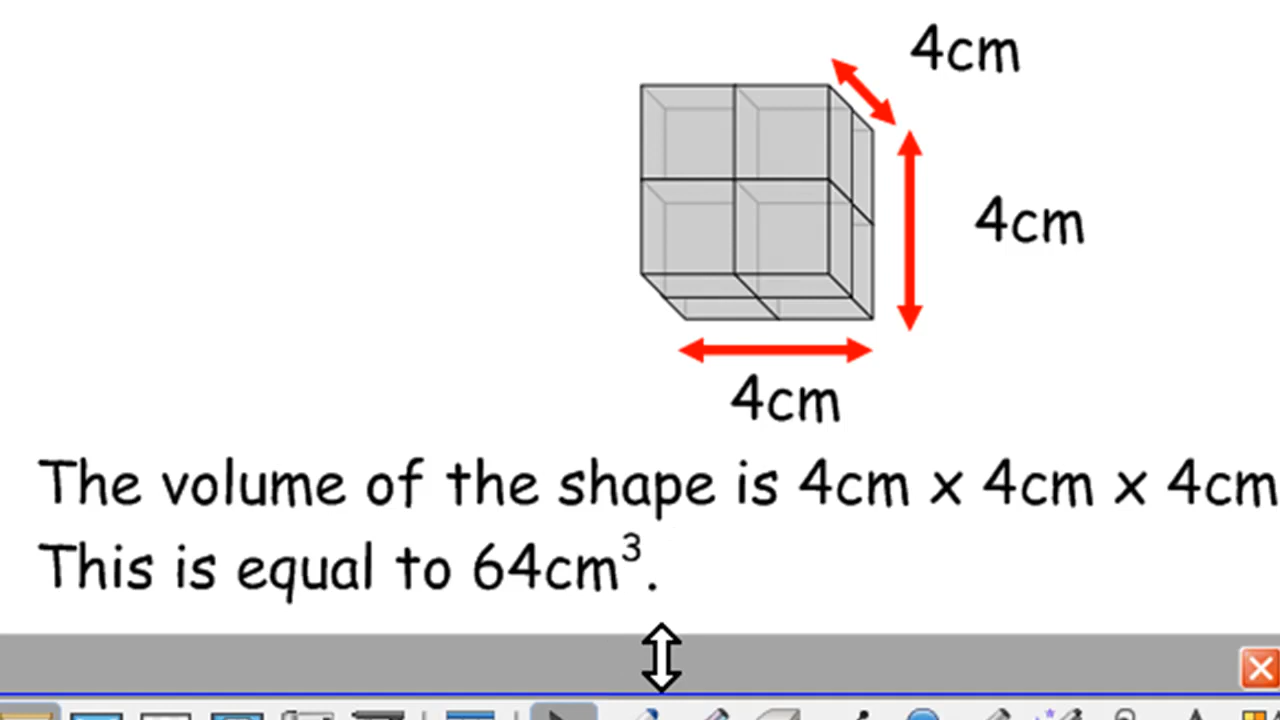 4cm
4cm
4cm
The volume of the shape is 4cm x 4cm x 4cm
This is equal to 64cm³.